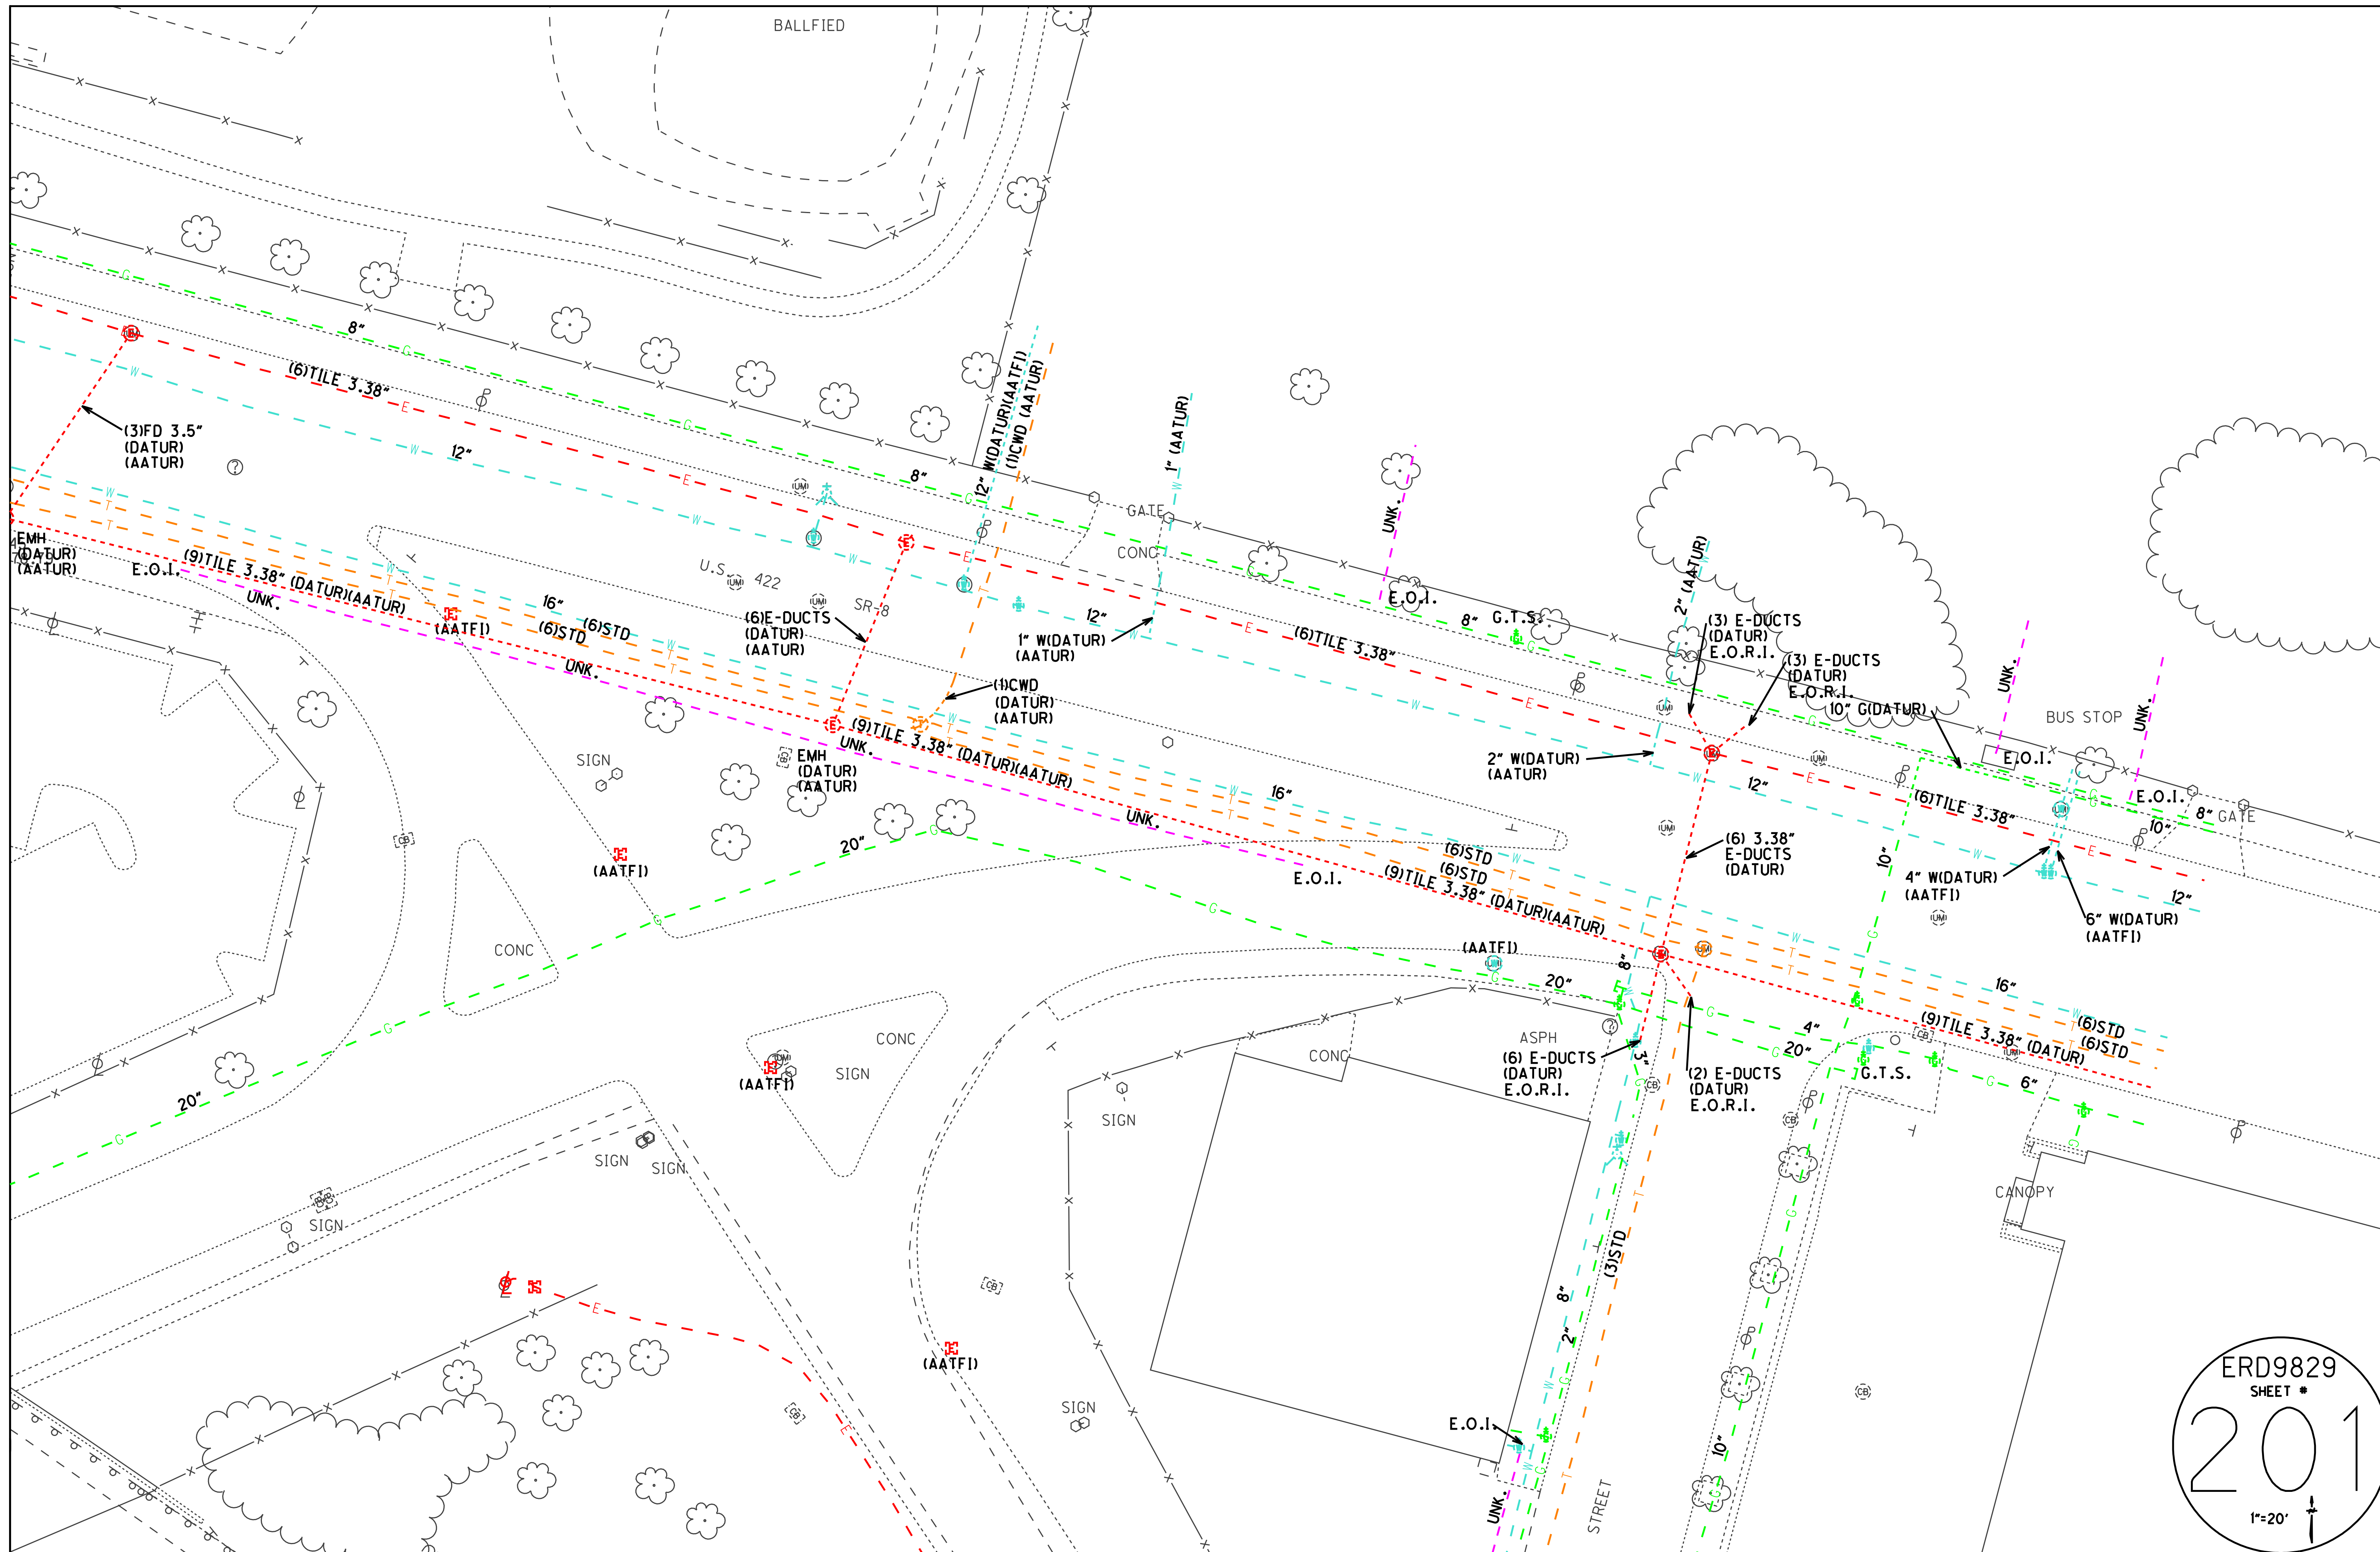 BALLFIED
8"
(6)TILE 3.38"
(3)FD 3.5"
(DATUR)
(AATUR)
12"
8"
12" W(DATUR)(AATFI)
(1)CWD (AATUR)
1" (AATUR)
UNK.
GATE
CONC
EMH
(DATUR)
(AATUR)
E.O.I.
(9)TILE 3.38" (DATUR)(AATUR)
UNK.
16"
(6)STD
(6)STD
(AATFI)
U.S. 422
SR-8
(6)E-DUCTS
(DATUR)
(AATUR)
12"
1" W(DATUR)
(AATUR)
(6)TILE 3.38"
E.O.I.
8"
G.T.S.
2" (AATUR)
(3) E-DUCTS
(DATUR)
E.O.R.I.
(3) E-DUCTS
(DATUR)
E.O.R.I.
10" G(DATUR)
UNK.
BUS STOP
UNK.
E.O.I.
E.O.I.
8"
GATE
10"
UNK.
(1)CWD
(DATUR)
(AATUR)
(9)TILE 3.38" (DATUR)(AATUR)
UNK.
EMH
(DATUR)
(AATUR)
SIGN
16"
UNK.
20"
(AATFI)
2" W(DATUR)
(AATUR)
12"
(6)TILE 3.38"
(6) 3.38"
E-DUCTS
(DATUR)
10"
4" W(DATUR)
(AATFI)
12"
6" W(DATUR)
(AATFI)
(6)STD
(6)STD
(9)TILE 3.38" (DATUR)(AATUR)
E.O.I.
CONC
(AATFI)
20"
8"
16"
(6)STD
(6)STD
(9)TILE 3.38" (DATUR)
4"
20"
CONC
SIGN
(AATFI)
ASPH
CONC
(6) E-DUCTS
(DATUR)
E.O.R.I.
3"
(2) E-DUCTS
(DATUR)
E.O.R.I.
G.T.S.
6"
20"
SIGN
SIGN
SIGN
SIGN
CANOPY
(3)STD
8"
2"
(AATFI)
SIGN
E.O.I.
UNK.
STREET
10"
ERD9829
SHEET #
201
1"=20'